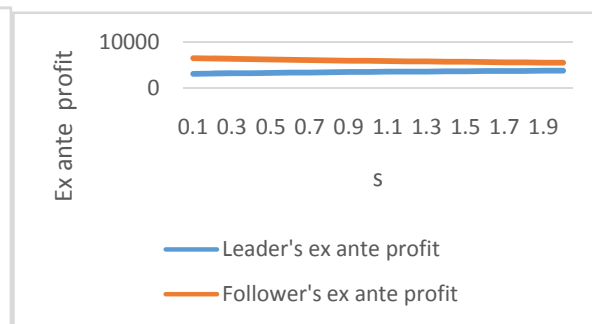 10000
0
Ex ante profit
0.1 0.3 0.5 0.7 0.9 1.1 1.3 1.5 1.7 1.9
s
Leader's ex ante profit
Follower's ex ante profit